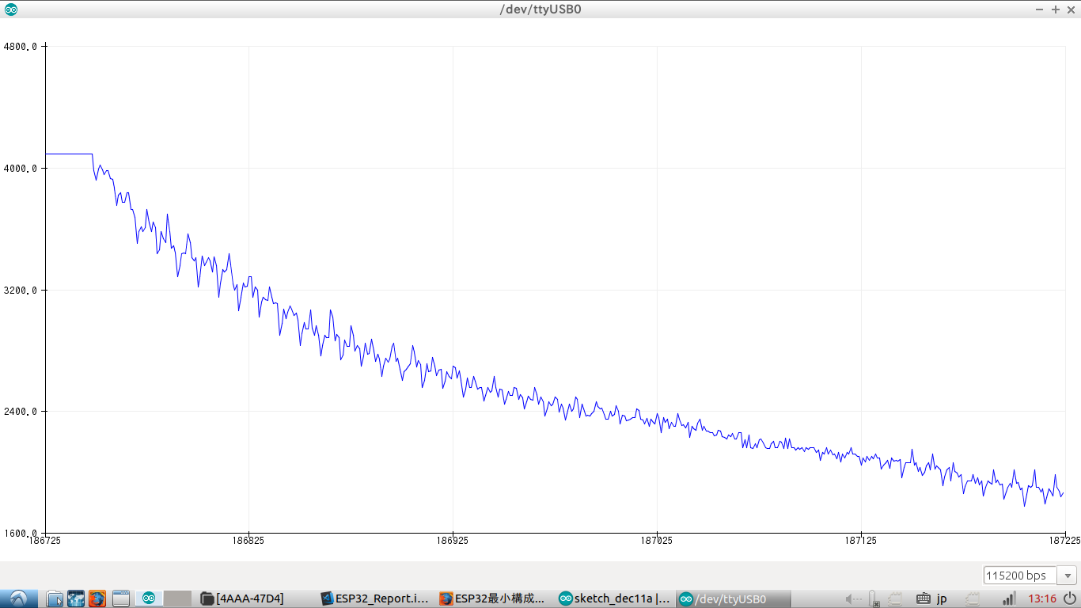 /dev/ttyUSB0
4800.0
4000.0
3200.0
2400.0
1600.0
186725 186825 186925 187025 187125 187225
115200 bps
[4AAA-47D4] ESP32_Report.i... ESP32最小構成... sketch_dec11a |... /dev/ttyUSB0 jp 13:16